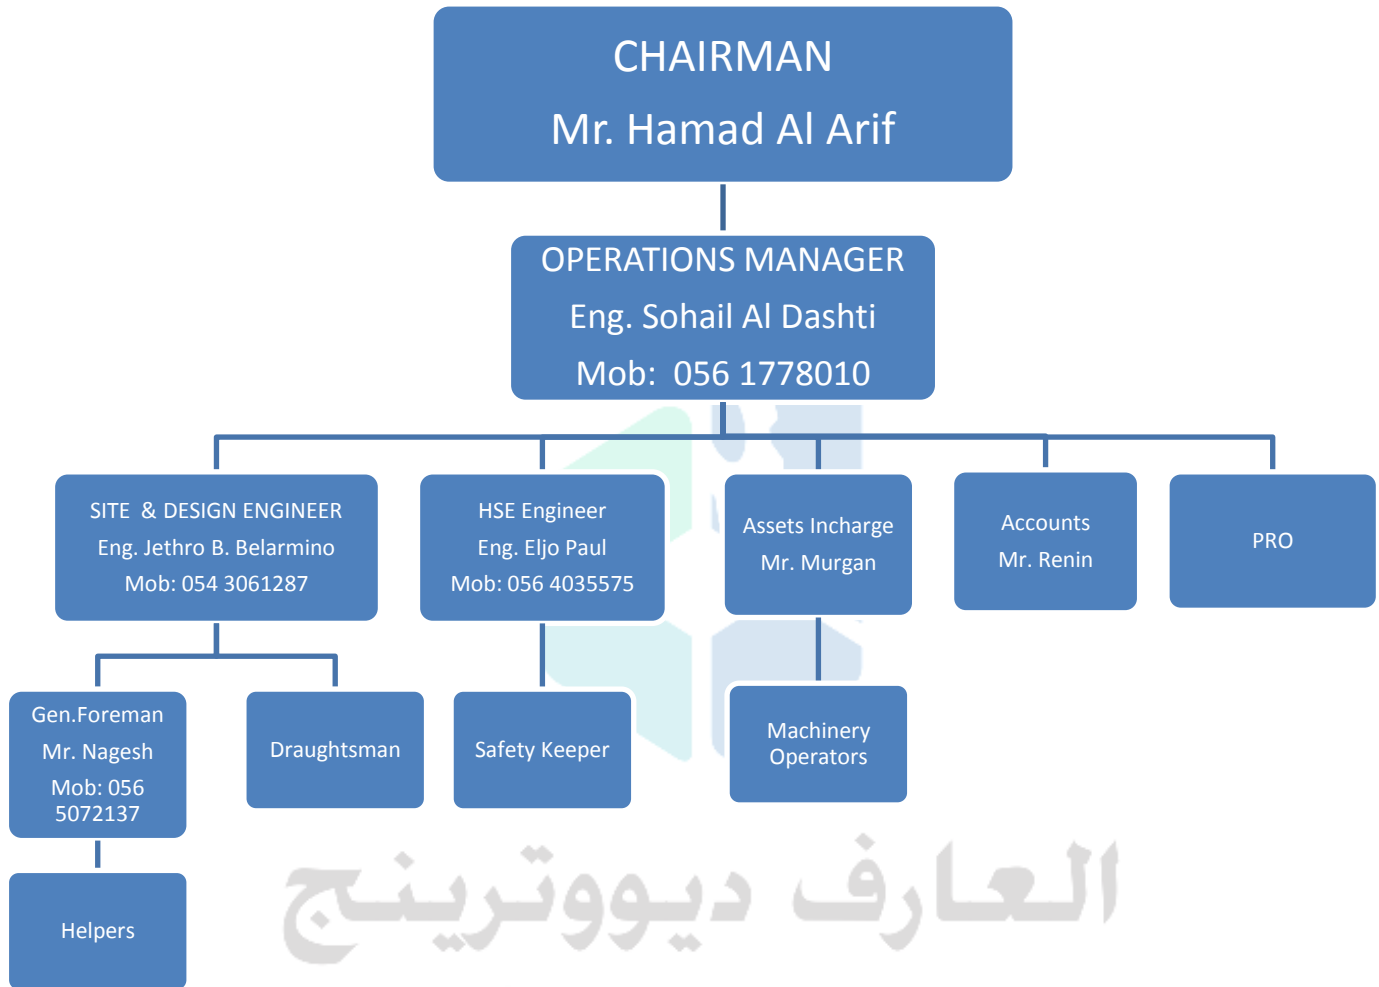 CHAIRMAN
Mr. Hamad Al Arif
OPERATIONS MANAGER
Eng. Sohail Al Dashti
Mob:  056 1778010
SITE  & DESIGN ENGINEER
Eng. Jethro B. Belarmino
Mob: 054 3061287
HSE Engineer
Eng. Eljo Paul
Mob: 056 4035575
Assets Incharge
Mr. Murgan
Accounts
Mr. Renin
PRO
Gen.Foreman
Mr. Nagesh
Mob: 056
5072137
Draughtsman
Safety Keeper
Machinery
Operators
Helpers
العارف ديووترينج